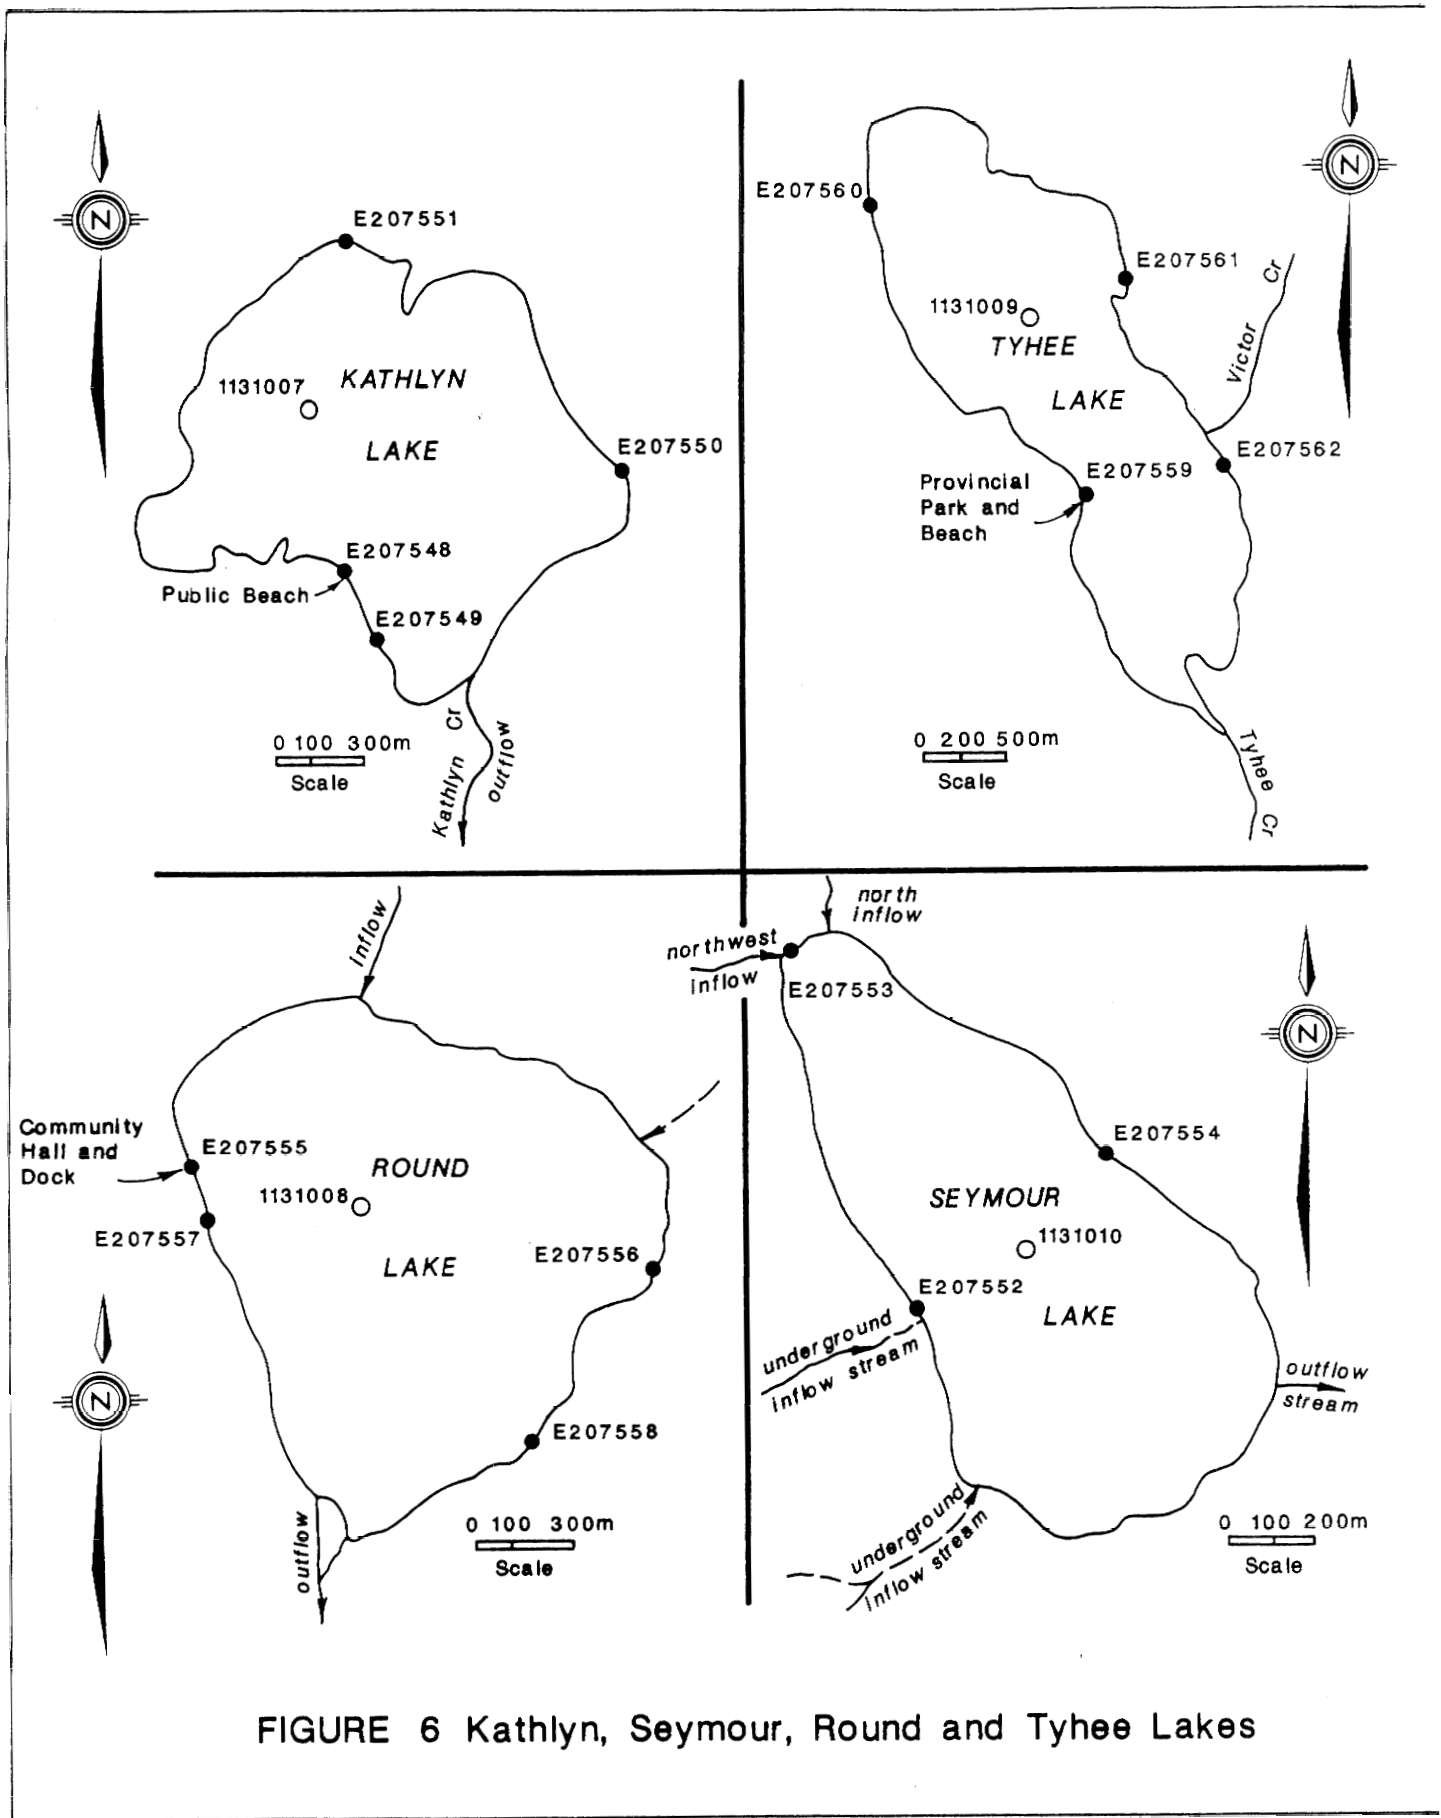 N
E207551
1131007
KATHLYN
LAKE
E207550
E207548
Public Beach
E207549
0 100 300m
Scale
Kathlyn Cr
outflow
N
E207560
E207561
1131009
TYHEE
LAKE
Victor Cr
E207562
E207559
Provincial
Park and
Beach
0 200 500m
Scale
Tyhee Cr
inflow
Community
Hall and
Dock
E207555
ROUND
1131008
E207557
LAKE
E207556
N
E207558
outflow
0 100 300m
Scale
north
inflow
northwest
inflow
E207553
N
E207554
SEYMOUR
1131010
E207552
LAKE
underground
inflow stream
outflow
stream
underground
inflow stream
0 100 200m
Scale
FIGURE 6 Kathlyn, Seymour, Round and Tyhee Lakes